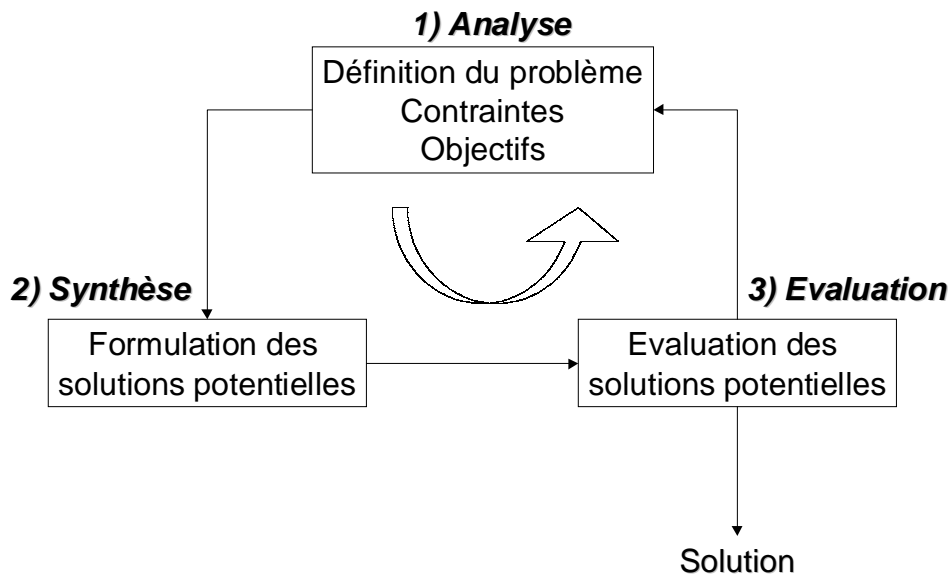 1) Analyse
Définition du problème
Contraintes
Objectifs
2) Synthèse
Formulation des
solutions potentielles
3) Evaluation
Evaluation des
solutions potentielles
Solution